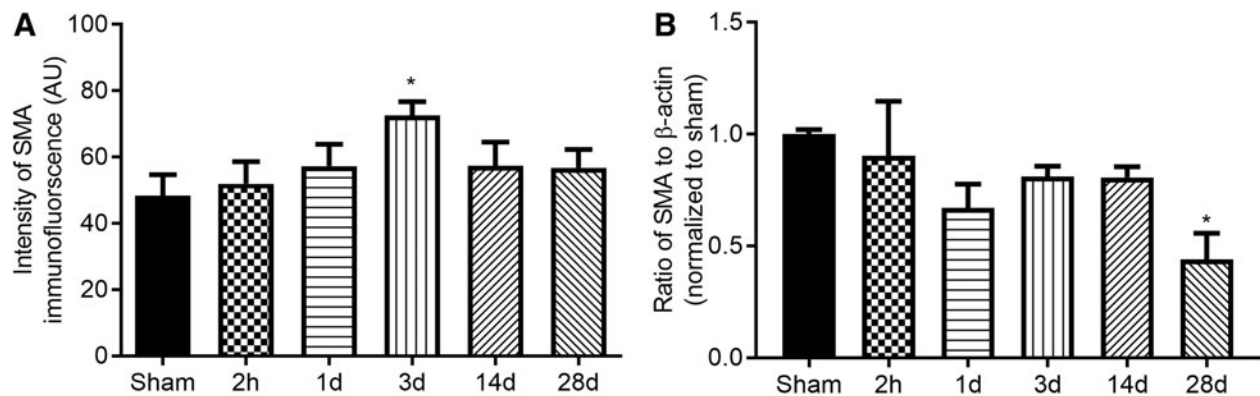 A
Intensity of SMA
immunofluorescence (AU)
100
80
60
40
20
0
*
Sham 2h 1d 3d 14d 28d
B
Ratio of SMA to β-actin
(normalized to sham)
1.5
1.0
0.5
0.0
*
Sham 2h 1d 3d 14d 28d